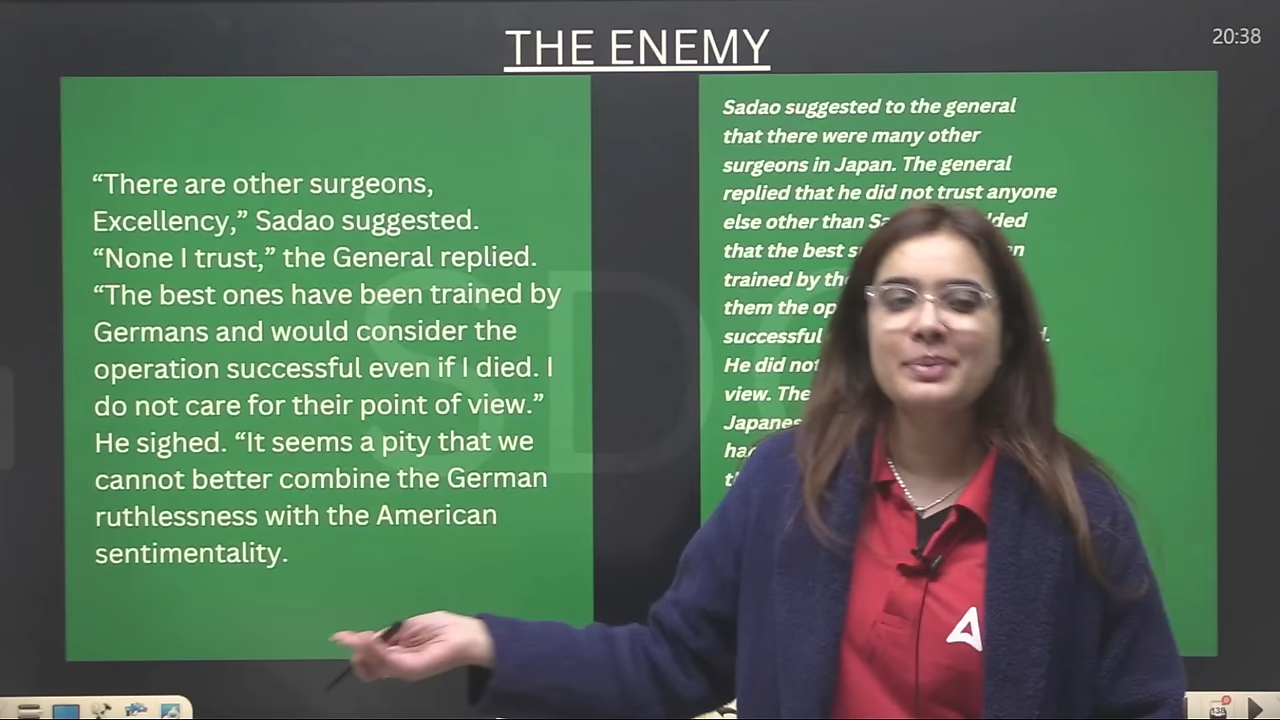 THE ENEMY
20:38
“There are other surgeons,
Excellency,” Sadao suggested.
“None I trust,” the General replied.
“The best ones have been trained by
Germans and would consider the
operation successful even if I died. I
do not care for their point of view.”
He sighed. “It seems a pity that we
cannot better combine the German
ruthlessness with the American
sentimentality.
Sadao suggested to the general
that there were many other
surgeons in Japan. The general
replied that he did not trust anyone
else other than
that the best
trained by
them the
successful
He did not
view. The
A
138